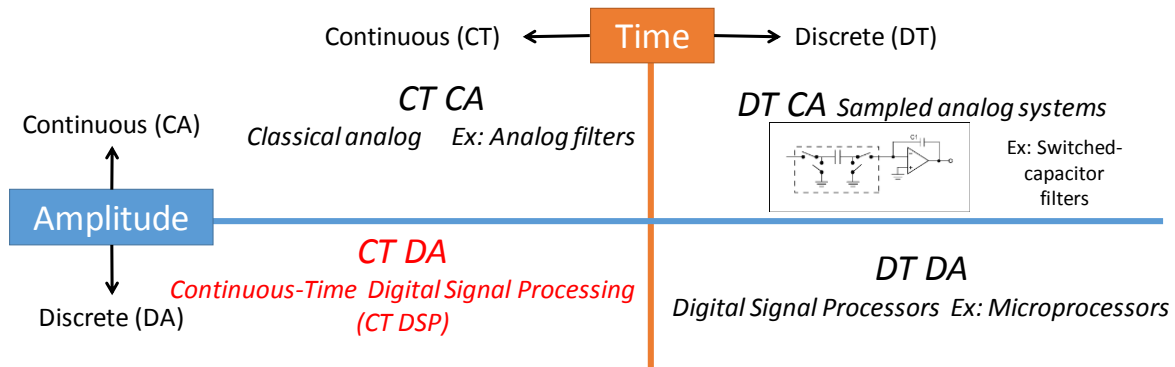 Continuous (CT) Time Discrete (DT)
CT CA
Classical analog Ex: Analog filters
DT CA Sampled analog systems
C1
Ex: Switched-
capacitor
filters
Continuous (CA)
Amplitude
Discrete (DA)
CT DA
Continuous-Time Digital Signal Processing
(CT DSP)
DT DA
Digital Signal Processors Ex: Microprocessors